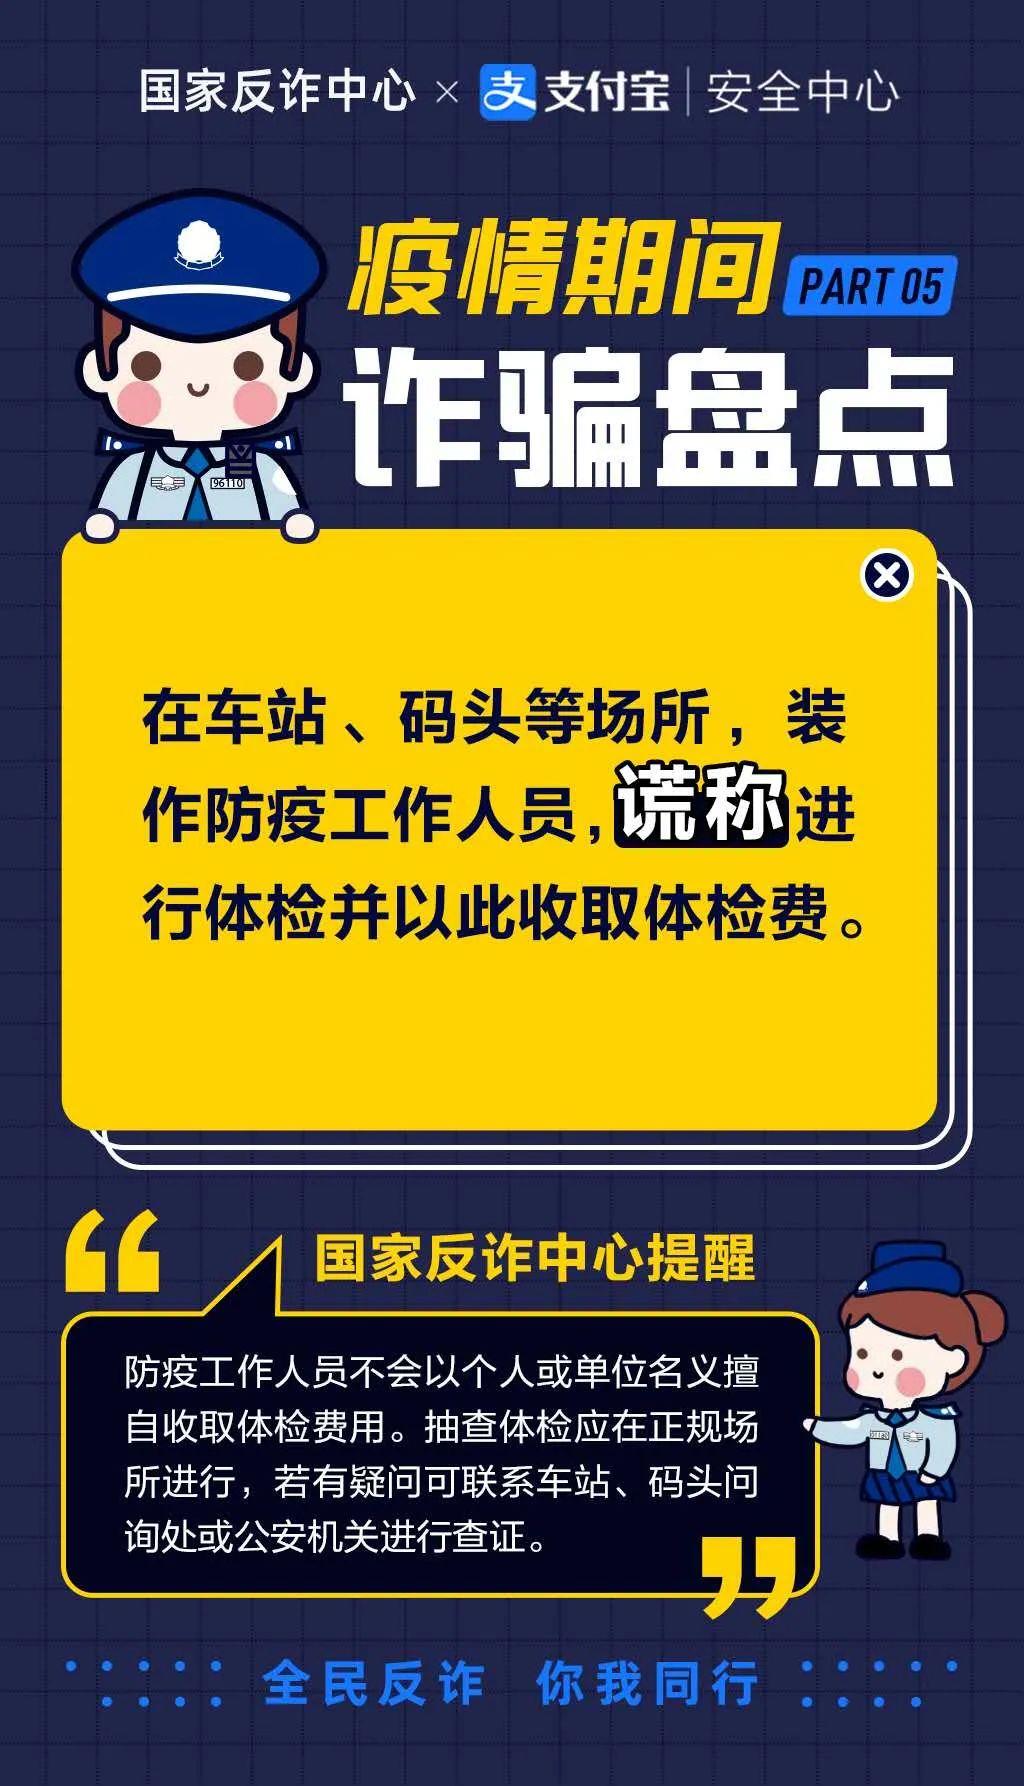 国家反诈中心 × 支 支付宝 | 安全中心
疫情期间 PART 05
诈骗盘点
96110
在车站、码头等场所，装
作防疫工作人员，谎称进
行体检并以此收取体检费。
国家反诈中心提醒
防疫工作人员不会以个人或单位名义擅
自收取体检费用。抽查体检应在正规场
所进行，若有疑问可联系车站、码头问
询处或公安机关进行查证。
全民反诈 你我同行